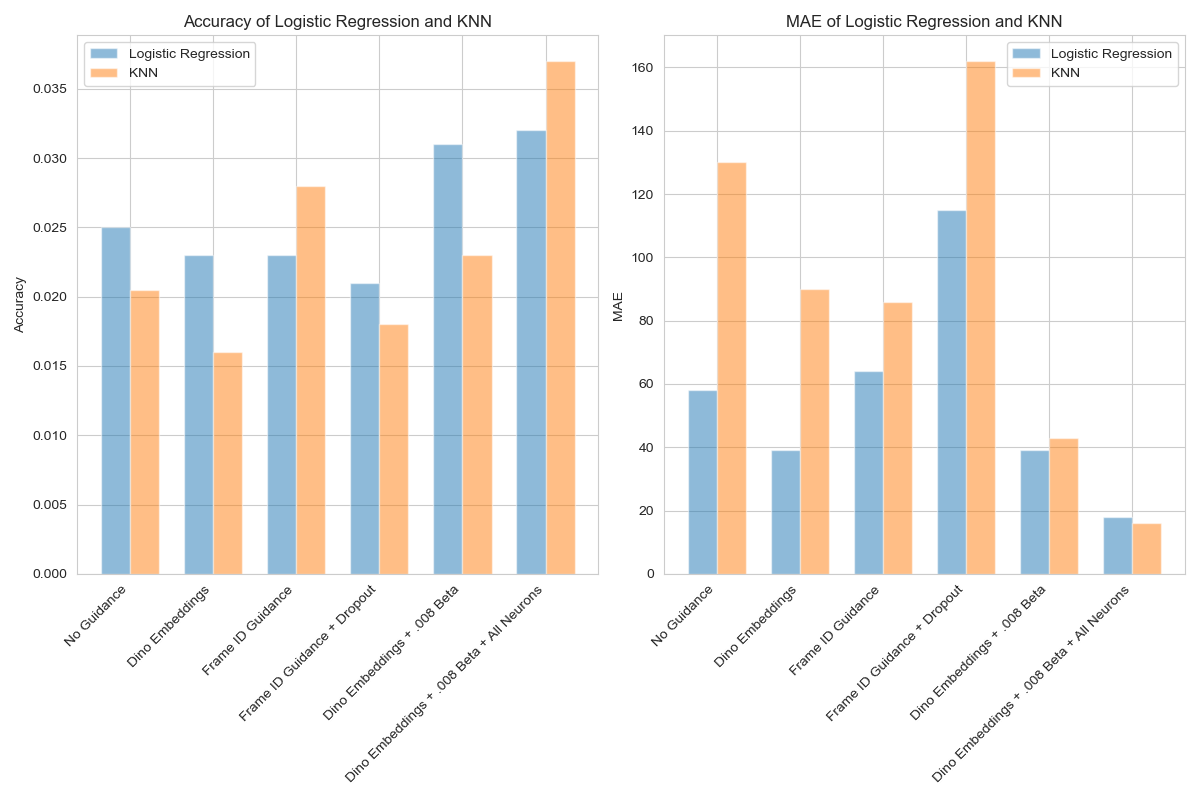 Accuracy of Logistic Regression and KNN
Logistic Regression
KNN
Accuracy
0.035
0.030
0.025
0.020
0.015
0.010
0.005
0.000
No Guidance
Dino Embeddings
Frame ID Guidance
Frame ID Guidance + Dropout
Dino Embeddings + .008 Beta
Dino Embeddings + .008 Beta + All Neurons
MAE of Logistic Regression and KNN
Logistic Regression
KNN
MAE
160
140
120
100
80
60
40
20
0
No Guidance
Dino Embeddings
Frame ID Guidance
Frame ID Guidance + Dropout
Dino Embeddings + .008 Beta
Dino Embeddings + .008 Beta + All Neurons